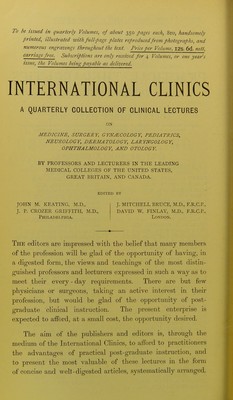 To be issued in quarterly Volumes, of about 350 pages each, 8vo, handsomely
printed, illustrated with full-page plates reproduced from photographs, and
numerous engravings throughout the text. Price per Volume, 12s. 6d. nett,
carriage free. Subscriptions are only received for 4 Volumes, or one year's
issue, the Volumes being payable as delivered.
INTERNATIONAL CLINICS
A QUARTERLY COLLECTION OF CLINICAL LECTURES
ON
MEDICINE, SURGERY, GYNÆCOLOGY, PEDIATRICS,
NEUROLOGY, DERMATOLOGY, LARYNGOLOGY,
OPHTHALMOLOGY, AND OTOLOGY.
BY PROFESSORS AND LECTURERS IN THE LEADING
MEDICAL COLLEGES OF THE UNITED STATES,
GREAT BRITAIN, AND CANADA.
EDITED BY
JOHN M. KEATING, M.D., J. MITCHELL BRUCE, M.D., F.R.C.P.,
J. P. CROZER GRIFFITH, M.D., DAVID W. FINLAY, M.D., F.R.C.P.,
PHILADELPHIA. LONDON.
THE editors are impressed with the belief that many members
of the profession will be glad of the opportunity of having, in
a digested form, the views and teachings of the most distin-
guished professors and lecturers expressed in such a way as to
meet their every-day requirements. There are but few
physicians or surgeons, taking an active interest in their
profession, but would be glad of the opportunity of post-
graduate clinical instruction. The present enterprise is
expected to afford, at a small cost, the opportunity desired.
The aim of the publishers and editors is, through the
medium of the International Clinics, to afford to practitioners
the advantages of practical post-graduate instruction, and
to present the most valuable of these lectures in the form
of concise and well-digested articles, systematically arranged.